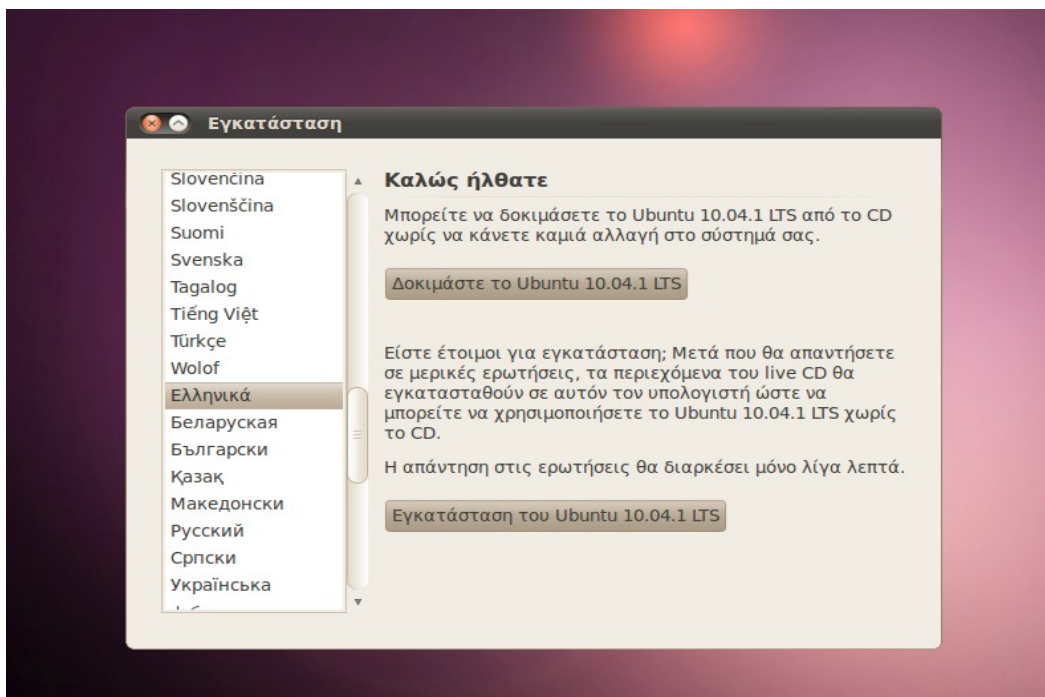 Εγκατάσταση
Slovenčina
Slovenščina
Suomi
Svenska
Tagalog
Tiếng Việt
Türkçe
Wolof
Ελληνικά
Беларуская
Български
Қазақ
Македонски
Русский
Српски
Українська
Καλώς ήλθατε
Μπορείτε να δοκιμάσετε το Ubuntu 10.04.1 LTS από το CD
χωρίς να κάνετε καμιά αλλαγή στο σύστημά σας.
Δοκιμάστε το Ubuntu 10.04.1 LTS
Είστε έτοιμοι για εγκατάσταση; Μετά που θα απαντήσετε
σε μερικές ερωτήσεις, τα περιεχόμενα του live CD θα
εγκατασταθούν σε αυτόν τον υπολογιστή ώστε να
μπορείτε να χρησιμοποιήσετε το Ubuntu 10.04.1 LTS χωρίς
το CD.
Η απάντηση στις ερωτήσεις θα διαρκέσει μόνο λίγα λεπτά.
Εγκατάσταση του Ubuntu 10.04.1 LTS